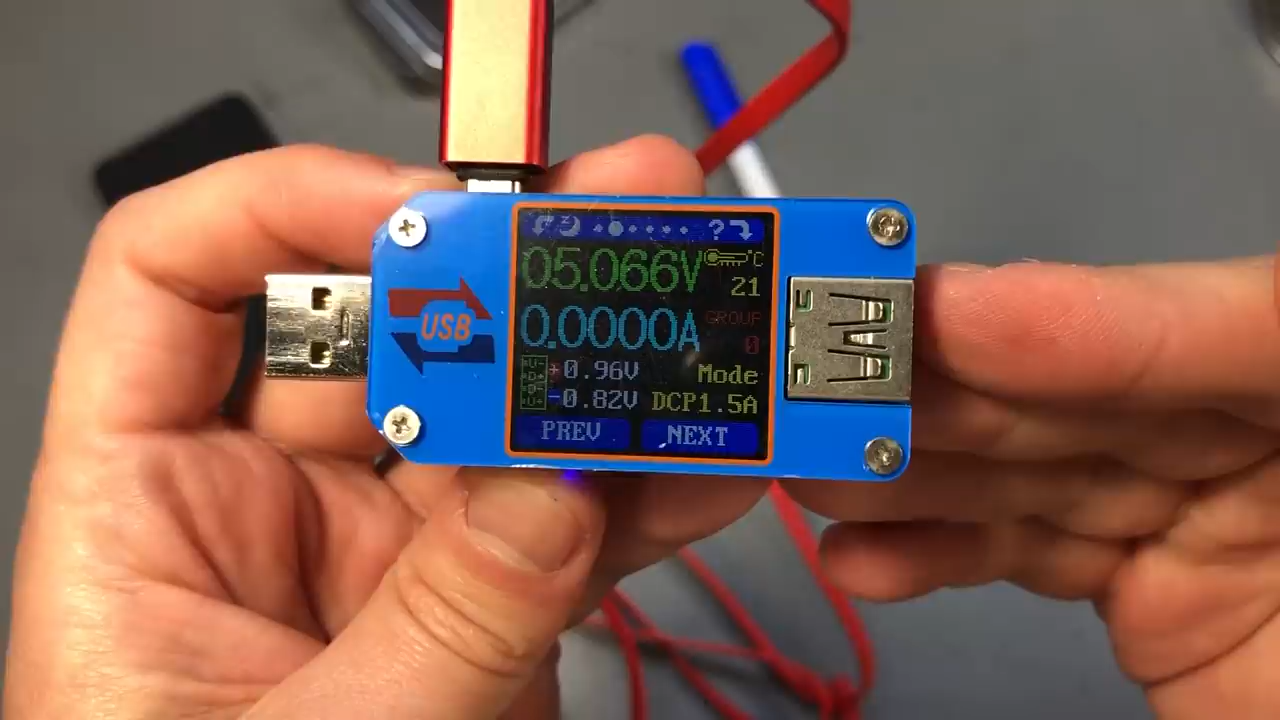 ?
05.066V
°C
21
0.0000A
GROUP
0
USB
+0.96V
Mode
-0.82V
DCP1.5A
PREV
NEXT